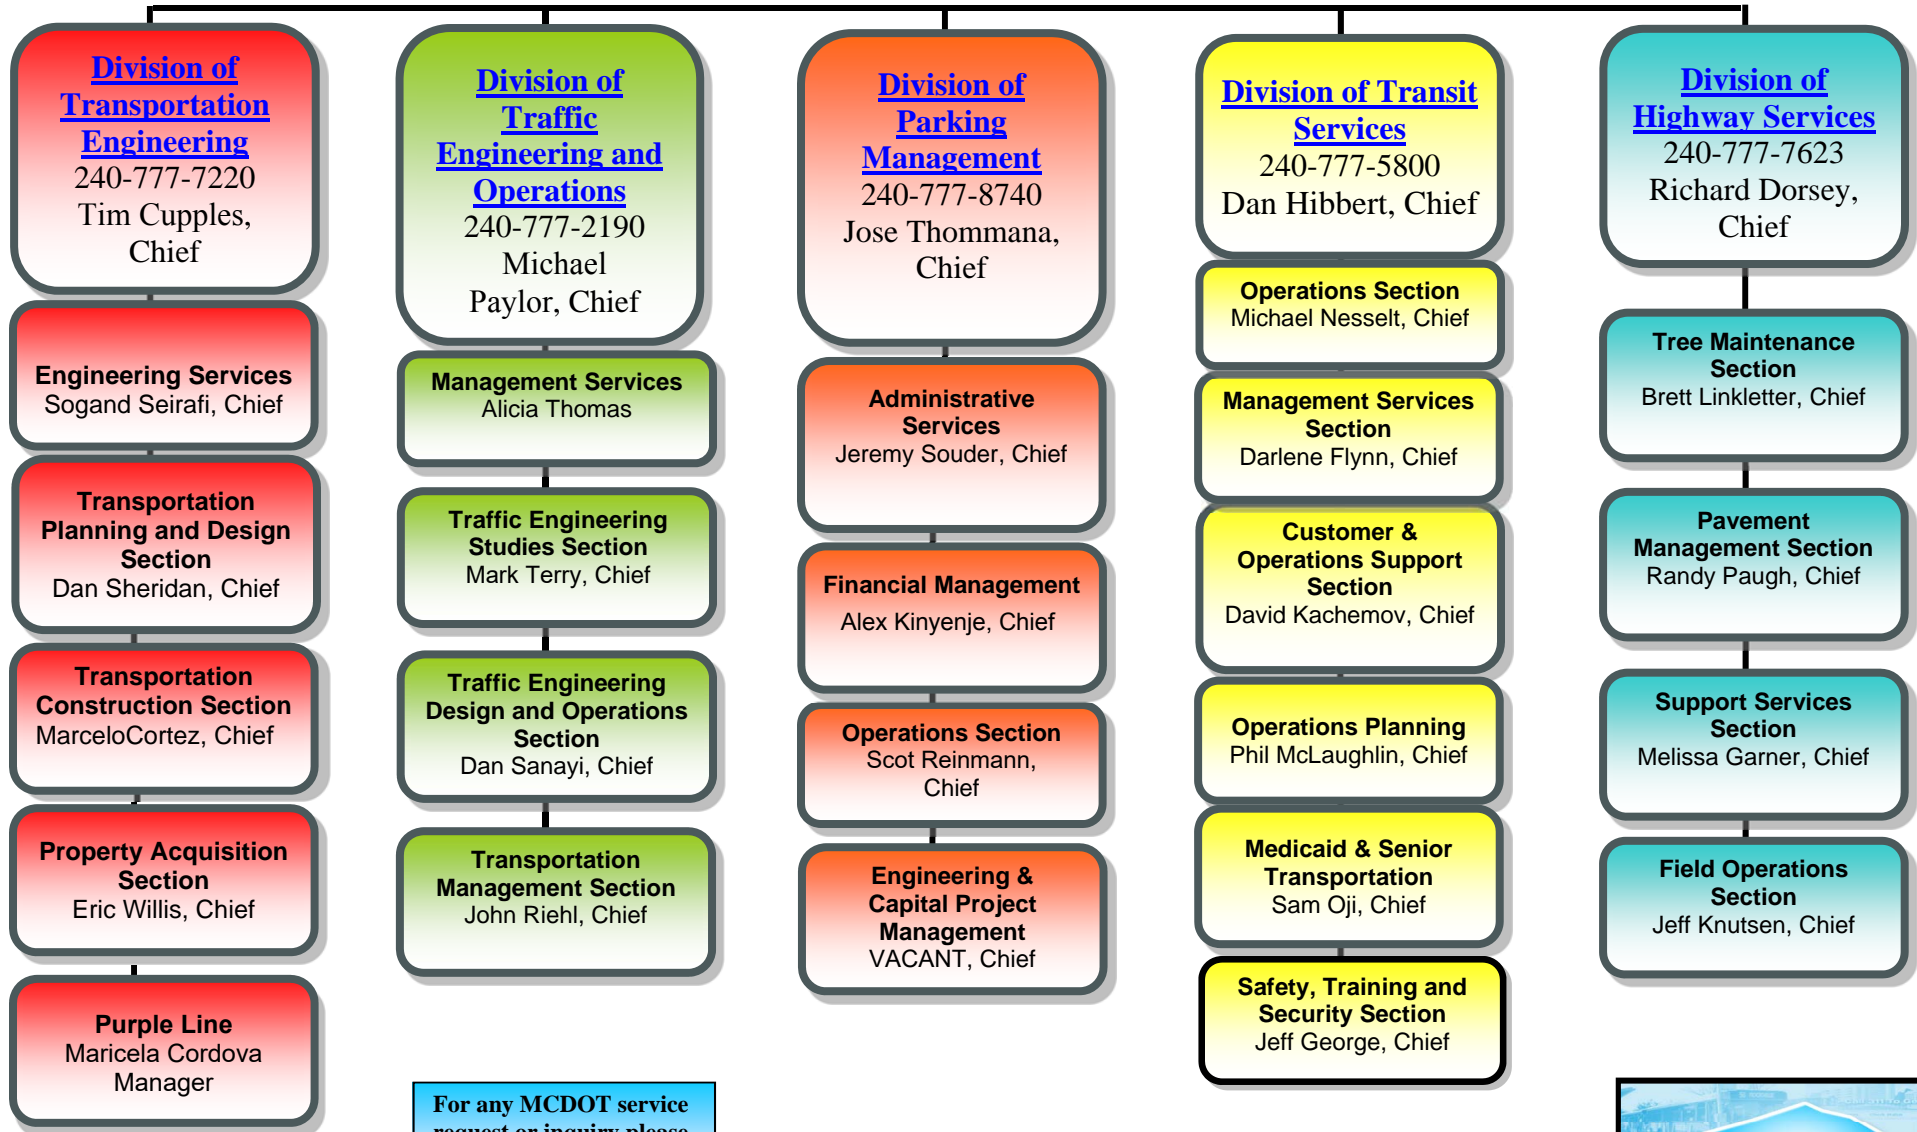 Division of
Transportation
Engineering
240-777-7220
Tim Cupples,
Chief
Engineering Services
Sogand Seirafi, Chief
Transportation
Planning and Design
Section
Dan Sheridan, Chief
Transportation
Construction Section
MarceloCortez, Chief
Property Acquisition
Section
Eric Willis, Chief
Purple Line
Maricela Cordova
Manager
Division of
Traffic
Engineering and
Operations
240-777-2190
Michael
Paylor, Chief
Management Services
Alicia Thomas
Traffic Engineering
Studies Section
Mark Terry, Chief
Traffic Engineering
Design and Operations
Section
Dan Sanayi, Chief
Transportation
Management Section
John Riehl, Chief
For any MCDOT service
request or inquiry please
Division of
Parking
Management
240-777-8740
Jose Thommana,
Chief
Administrative
Services
Jeremy Souder, Chief
Financial Management
Alex Kinyenje, Chief
Operations Section
Scot Reinmann,
Chief
Engineering &
Capital Project
Management
VACANT, Chief
Division of Transit
Services
240-777-5800
Dan Hibbert, Chief
Operations Section
Michael Nesselt, Chief
Management Services
Section
Darlene Flynn, Chief
Customer &
Operations Support
Section
David Kachemov, Chief
Operations Planning
Phil McLaughlin, Chief
Medicaid & Senior
Transportation
Sam Oji, Chief
Safety, Training and
Security Section
Jeff George, Chief
Division of
Highway Services
240-777-7623
Richard Dorsey,
Chief
Tree Maintenance
Section
Brett Linkletter, Chief
Pavement
Management Section
Randy Paugh, Chief
Support Services
Section
Melissa Garner, Chief
Field Operations
Section
Jeff Knutsen, Chief